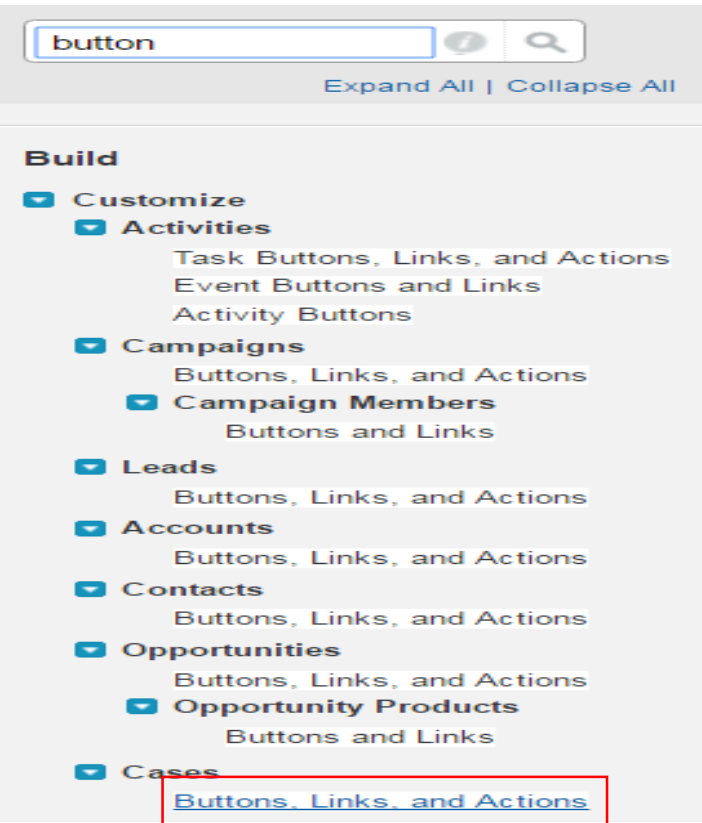 button
Expand All | Collapse All
Build
Customize
Activities
Task Buttons, Links, and Actions
Event Buttons and Links
Activity Buttons
Campaigns
Buttons, Links, and Actions
Campaign Members
Buttons and Links
Leads
Buttons, Links, and Actions
Accounts
Buttons, Links, and Actions
Contacts
Buttons, Links, and Actions
Opportunities
Buttons, Links, and Actions
Opportunity Products
Buttons and Links
Cases
Buttons, Links, and Actions